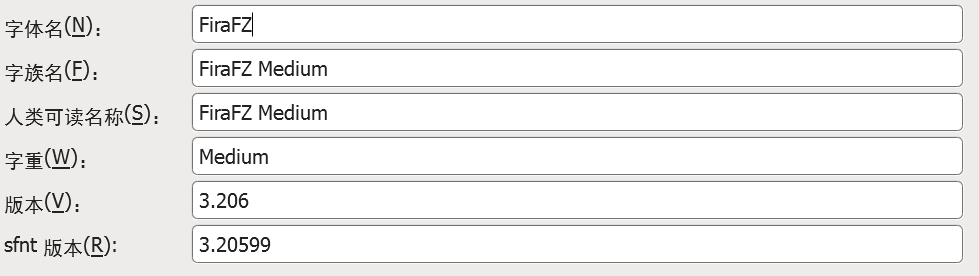 字体名(N)： FiraFZ
字族名(F)： FiraFZ Medium
人类可读名称(S)： FiraFZ Medium
字重(W)： Medium
版本(V)： 3.206
sfnt 版本(R): 3.20599